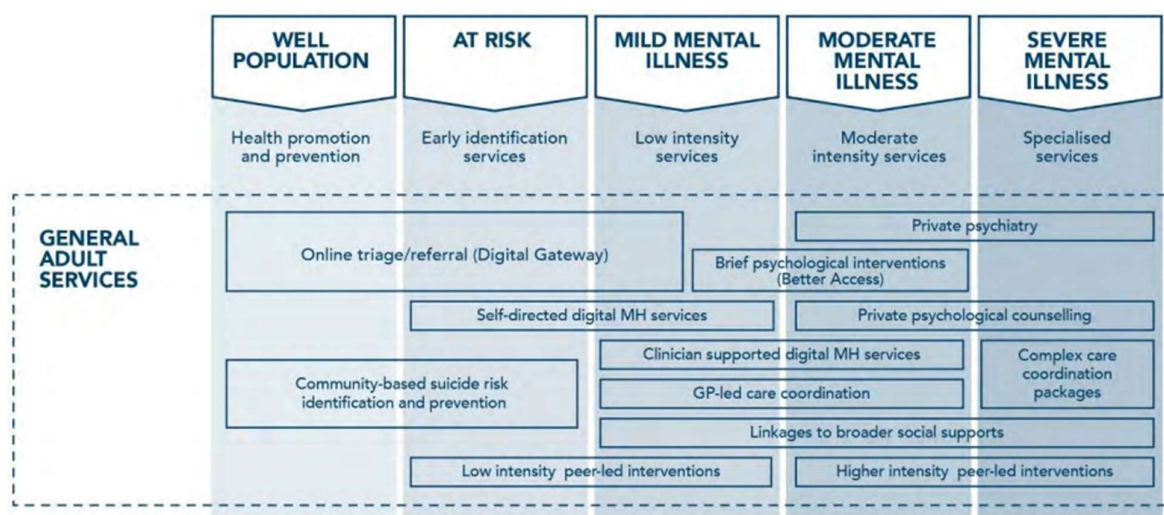 WELL
POPULATION
AT RISK
MILD MENTAL
ILLNESS
MODERATE
MENTAL
ILLNESS
SEVERE
MENTAL
ILLNESS
Health promotion
and prevention
Early identification
services
Low intensity
services
Moderate
intensity services
Specialised
services
GENERAL
ADULT
SERVICES
Online triage/referral (Digital Gateway)
Private psychiatry
Brief psychological interventions
(Better Access)
Self-directed digital MH services
Private psychological counselling
Clinician supported digital MH services
Complex care
coordination
packages
Community-based suicide risk
identification and prevention
GP-led care coordination
Linkages to broader social supports
Low intensity peer-led interventions
Higher intensity peer-led interventions